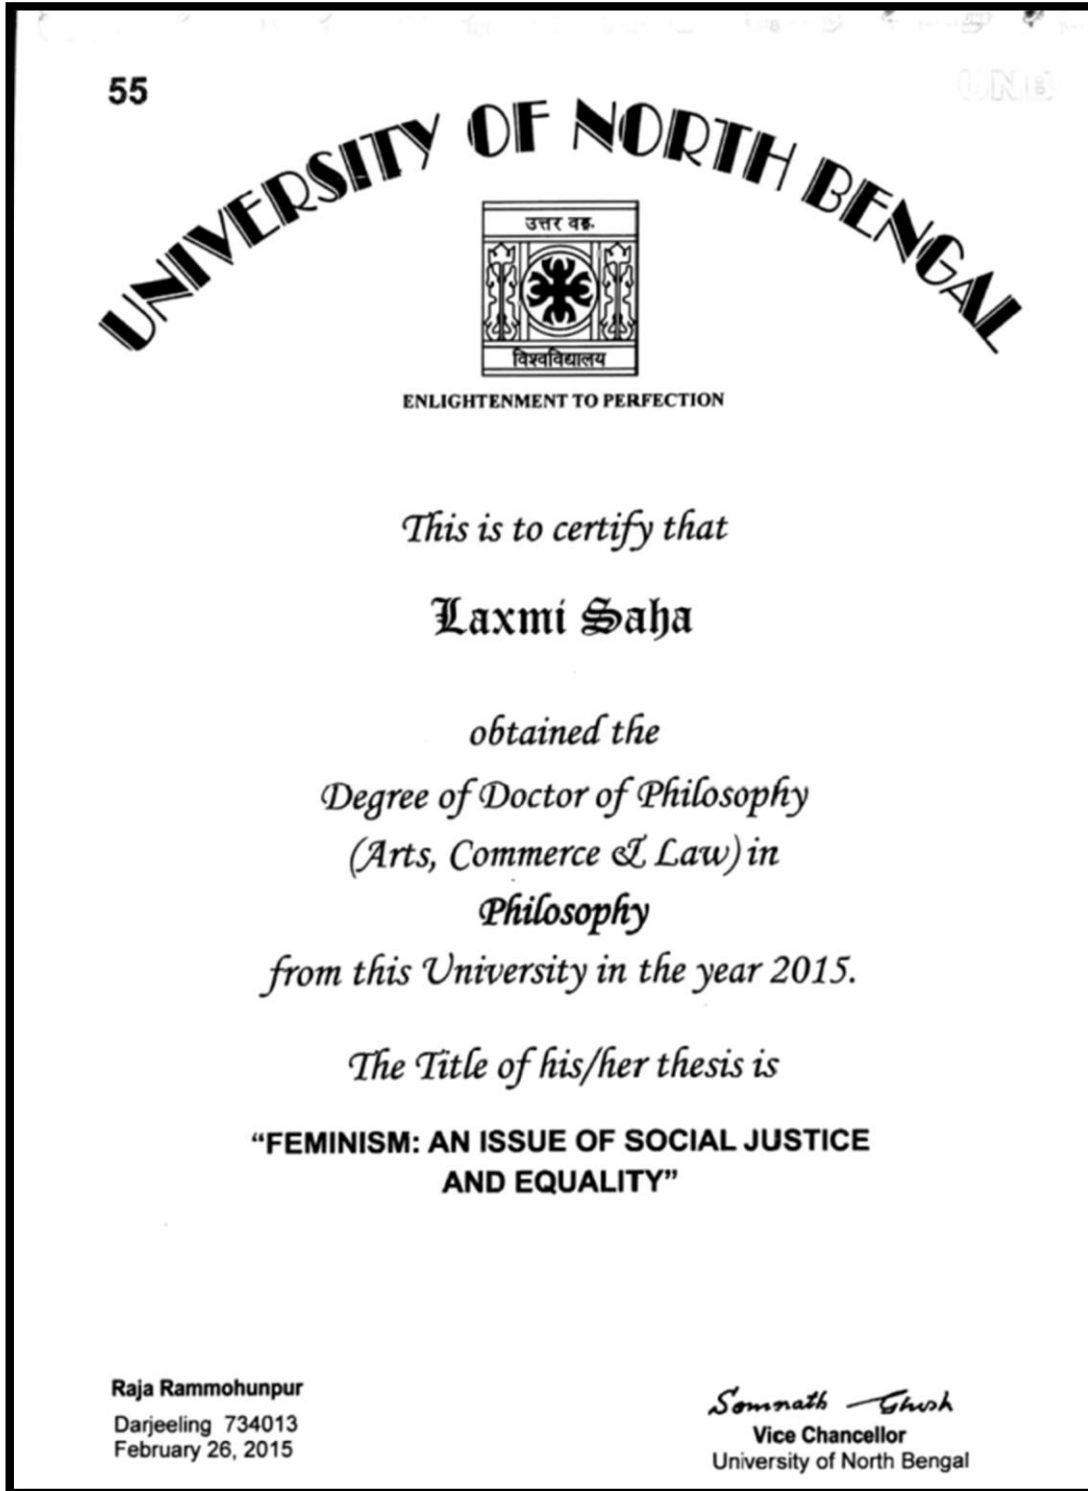 55
UNB
UNIVERSITY OF NORTH BENGAL
उत्तर वङ्ग
विश्वविद्यालय
ENLIGHTENMENT TO PERFECTION
This is to certify that
Laxmi Saha
obtained the
Degree of Doctor of Philosophy
(Arts, Commerce & Law) in
Philosophy
from this University in the year 2015.
The Title of his/her thesis is
“FEMINISM: AN ISSUE OF SOCIAL JUSTICE
AND EQUALITY”
Raja Rammohunpur
Darjeeling 734013
February 26, 2015
Somnath Ghosh
Vice Chancellor
University of North Bengal